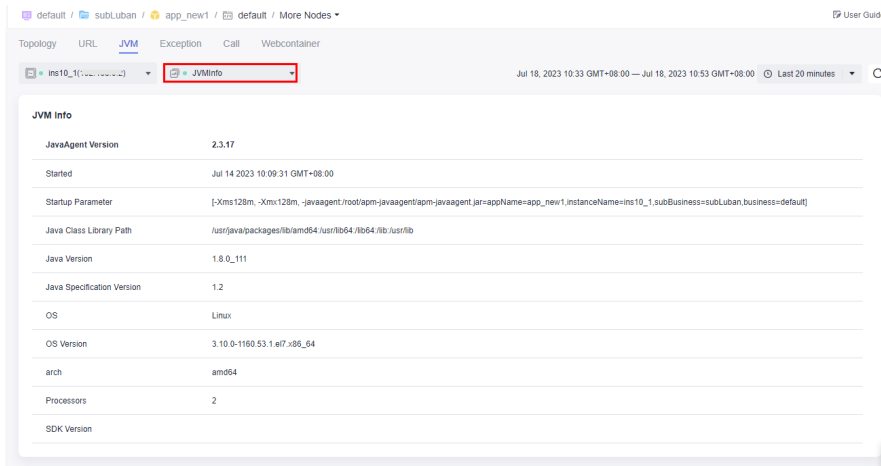 default / subLuban / app_new1 / default / More Nodes
User Guide
Topology URL JVM Exception Call Webcontainer
ins10_1( JVMInfo Jul 18, 2023 10:33 GMT+08:00 — Jul 18, 2023 10:53 GMT+08:00 Last 20 minutes
JVM Info
JavaAgent Version 2.3.17
Started Jul 14 2023 10:09:31 GMT+08:00
Startup Parameter [-Xms128m, -Xmx128m, -javaagent:/root/apm-javaagent/apm-javaagent.jar=appName=app_new1,instanceName=ins10_1,subBusiness=subLuban,business=default]
Java Class Library Path /usr/java/packages/lib/amd64:/usr/lib64:/lib64:/lib:/usr/lib
Java Version 1.8.0_111
Java Specification Version 1.2
OS Linux
OS Version 3.10.0-1160.53.1.el7.x86_64
arch amd64
Processors 2
SDK Version